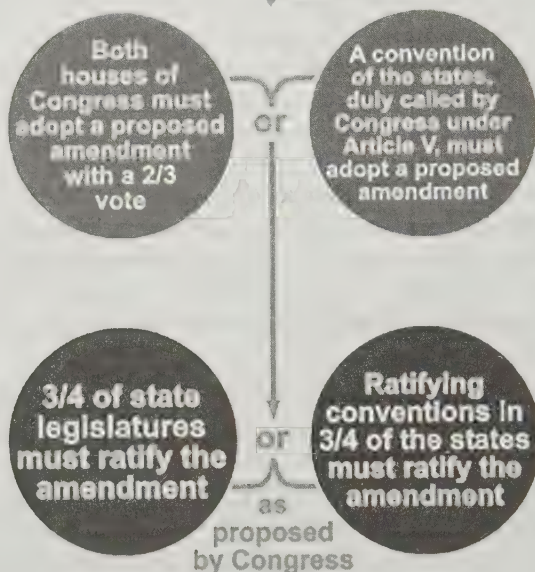 Both
houses of
Congress must
adopt a proposed
amendment
with a 2/3
vote
or
A convention
of the states,
duly called by
Congress under
Article V, must
adopt a proposed
amendment
3/4 of state
legislatures
must ratify the
amendment
or
Ratifying
conventions in
3/4 of the states
must ratify the
amendment
as
proposed
by Congress